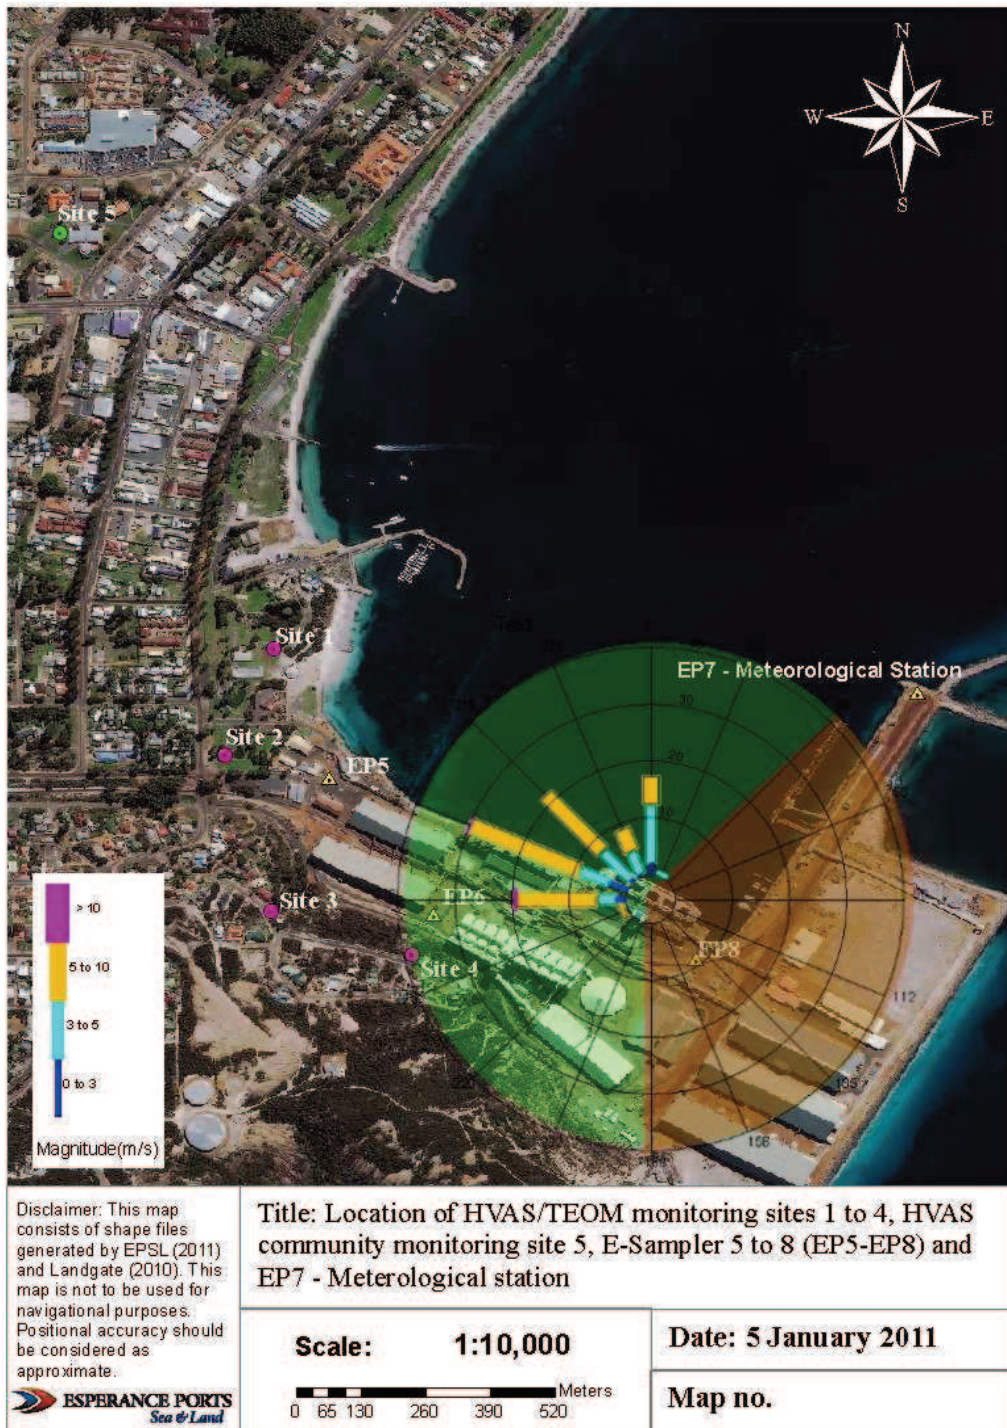 N
W E
S
Site 5
Site 1
EP7 - Meteorological Station
30
Site 2
EP5
20
10
Site 3
EP6
Site 4
EP8
112
135
> 10
5 to 10
3 to 5
0 to 3
Magnitude(m/s)
Disclaimer: This map
consists of shape files
generated by EPSL (2011)
and Landgate (2010). This
map is not to be used for
navigational purposes.
Positional accuracy should
be considered as
approximate.
ESPERANCE PORTS
Sea & Land
Title: Location of HVAS/TEOM monitoring sites 1 to 4, HVAS
community monitoring site 5, E-Sampler 5 to 8 (EP5-EP8) and
EP7 - Meterological station
Scale: 1:10,000
Meters
0 65 130 260 390 520
Date: 5 January 2011
Map no.